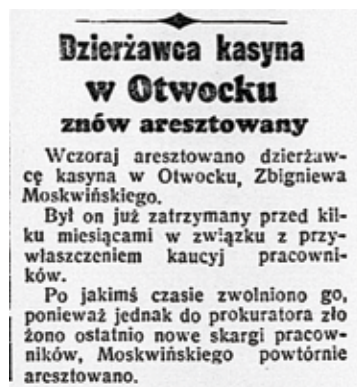 Dzierżawca kasyna
w Otwocku
znów aresztowany
Wczoraj aresztowano dzierżaw-
cę kasyna w Otwocku, Zbigniewa
Moskwińskiego.
Był on już zatrzymany przed kil-
ku miesiącami w związku z przy-
właszczeniem kaucyj pracowni-
ków.
Po jakimś czasie zwolniono go,
ponieważ jednak do prokuratora zło
żono ostatnio nowe skargi pracow-
ników, Moskwińskiego powtórnie
aresztowano.